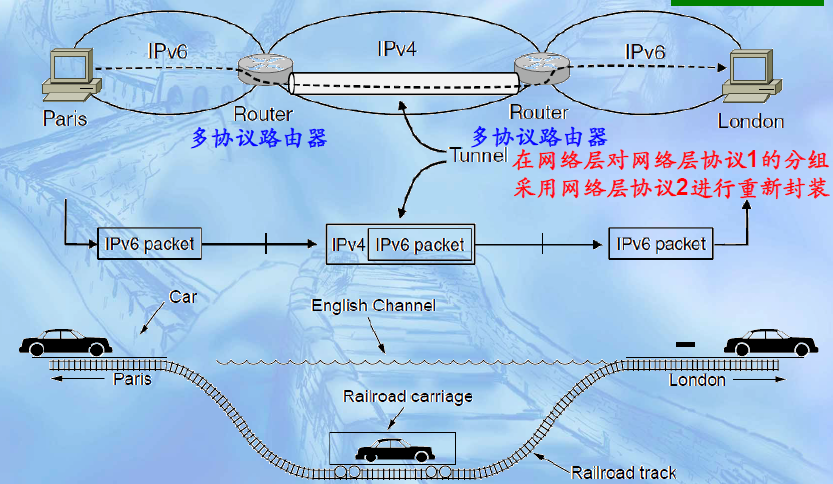 IPv6
IPv4
IPv6
Paris
Router
Router
London
多协议路由器
多协议路由器
Tunnel
在网络层对网络层协议1的分组
采用网络层协议2进行重新封装
IPv6 packet
IPv4
IPv6 packet
IPv6 packet
Car
English Channel
Paris
London
Railroad carriage
Railroad track